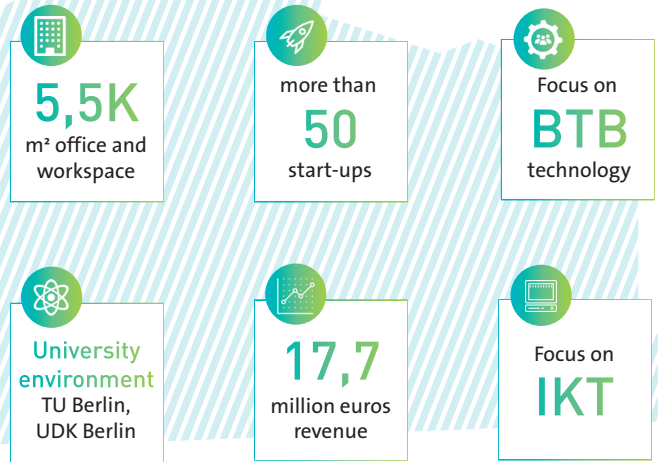 5,5K
m² office and
workspace
more than
50
start-ups
Focus on
BTB
technology
University
environment
TU Berlin,
UDK Berlin
17,7
million euros
revenue
Focus on
IKT